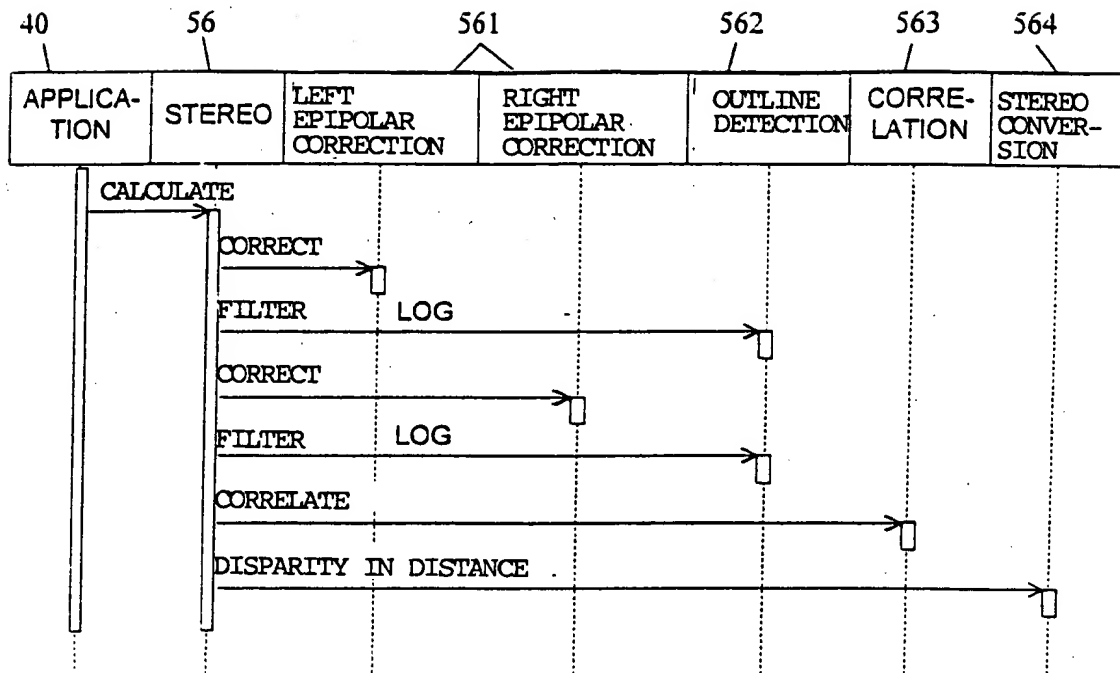 40 56 561 562 563 564
APPLICA-
TION
STEREO
LEFT
EPIPOLAR
CORRECTION
RIGHT
EPIPOLAR
CORRECTION
OUTLINE
DETECTION
CORRE-
LATION
STEREO
CONVER-
SION
CALCULATE
CORRECT
FILTER LOG
CORRECT
FILTER LOG
CORRELATE
DISPARITY IN DISTANCE